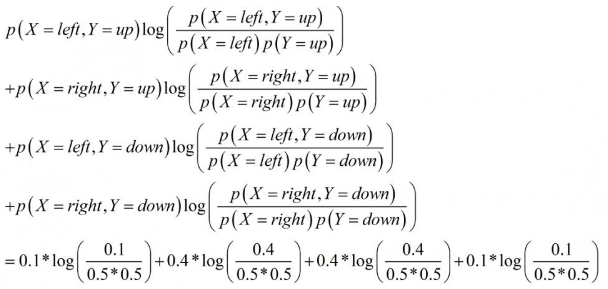 p(X = left, Y = up)log(p(X = left, Y = up) / p(X = left) p(Y = up))
+p(X = right, Y = up)log(p(X = right, Y = up) / p(X = right) p(Y = up))
+p(X = left, Y = down)log(p(X = left, Y = down) / p(X = left) p(Y = down))
+p(X = right, Y = down)log(p(X = right, Y = down) / p(X = right) p(Y = down))
= 0.1*log(0.1 / 0.5*0.5) + 0.4*log(0.4 / 0.5*0.5) + 0.4*log(0.4 / 0.5*0.5) + 0.1*log(0.1 / 0.5*0.5)